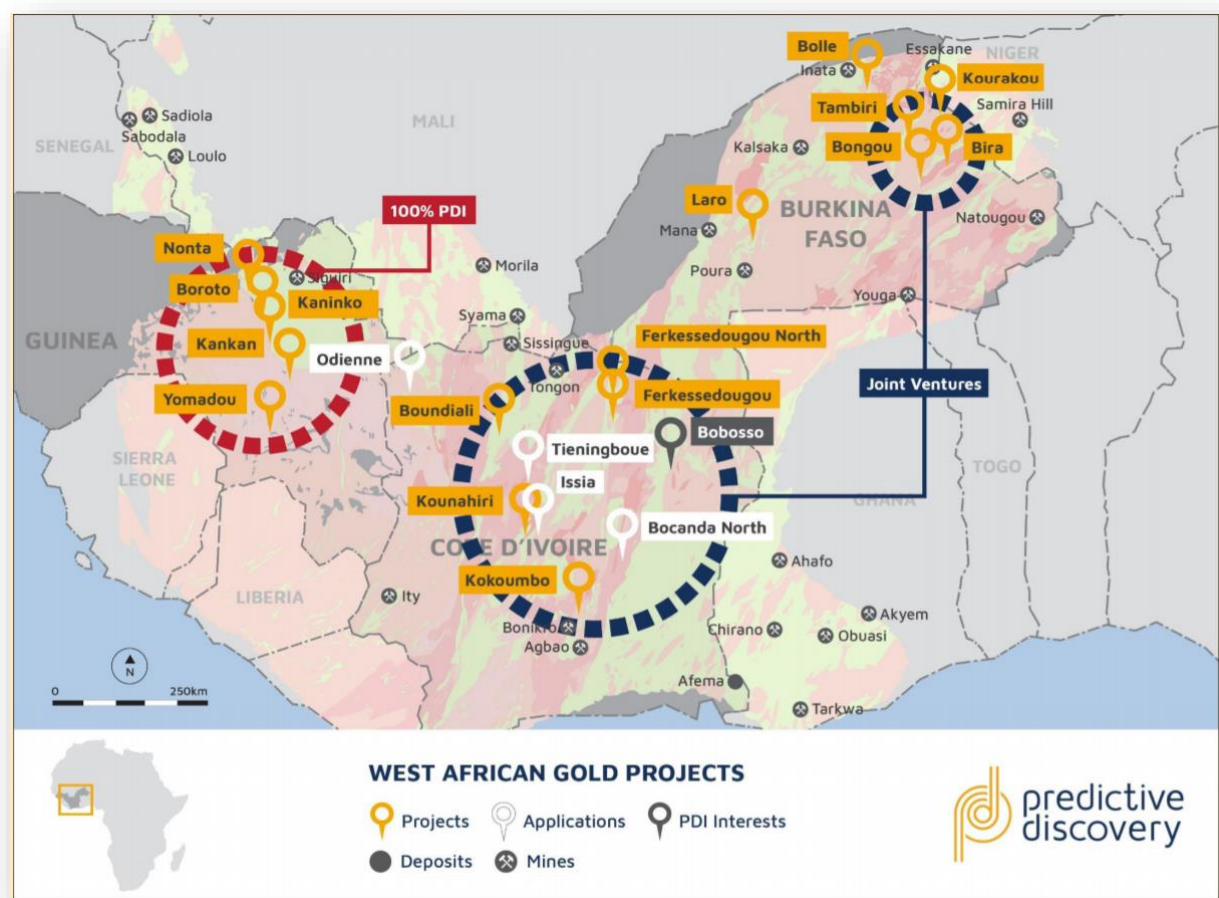 Bolle
Essakane
NIGER
Inata
Kourakou
Tambiri
Samira Hill
Sadiola
Sabodala
MALI
SENEGAL
Loulo
Kalsaka
Bongou
Bira
100% PDI
Laro
BURKINA
FASO
Natougou
Mana
Nonta
Siguiri
Morila
Poura
Boroto
Kaninko
Youga
Syama
GUINEA
Kankan
Odienne
Sissingue
Ferkessedougou North
Tongon
Joint Ventures
Yomadou
Boundiali
Ferkessedougou
Bobosso
SIERRA
LEONE
Tieningboue
TOGO
Issia
Kounahiri
GHANA
Bocanda North
COTE D'IVOIRE
Kokoumbo
Ahafo
LIBERIA
Ity
Akyem
Bonikro
Chirano
Obuasi
Agbao
N
Afema
0 250km
Tarkwa
WEST AFRICAN GOLD PROJECTS
Projects Applications PDI Interests
Deposits Mines
predictive
discovery